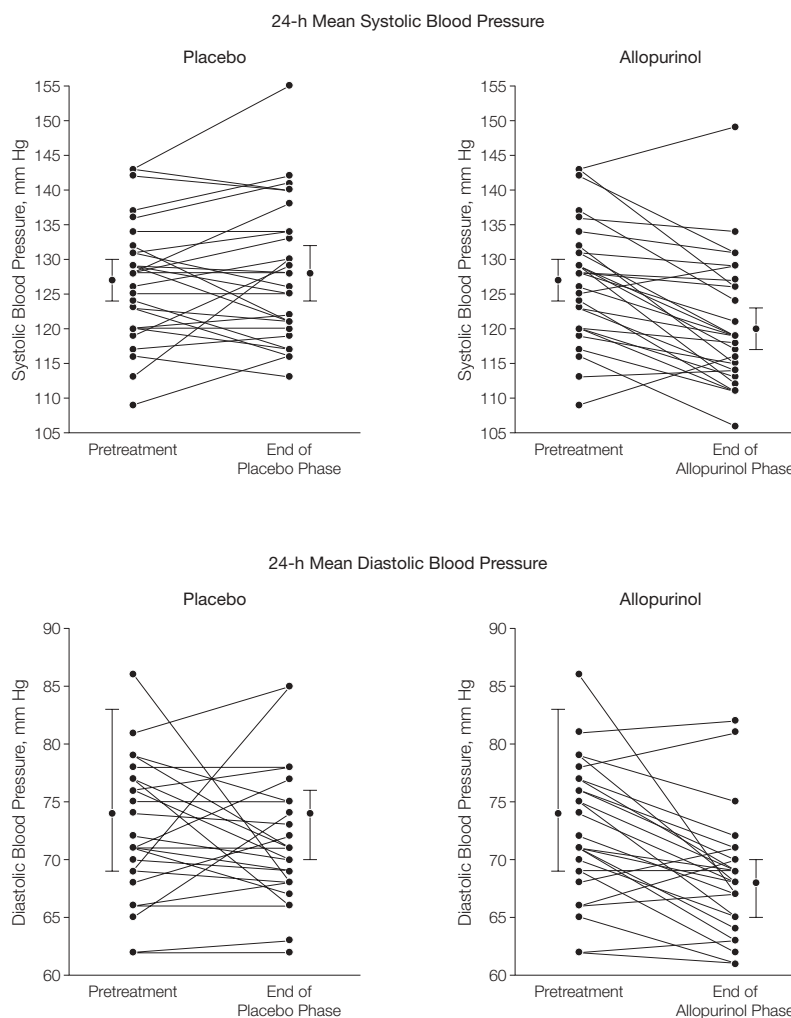 24-h Mean Systolic Blood Pressure
Placebo
Allopurinol
Systolic Blood Pressure, mm Hg
155
150
145
140
135
130
125
120
115
110
105
Pretreatment
End of
Placebo Phase
Systolic Blood Pressure, mm Hg
155
150
145
140
135
130
125
120
115
110
105
Pretreatment
End of
Allopurinol Phase
24-h Mean Diastolic Blood Pressure
Placebo
Allopurinol
Diastolic Blood Pressure, mm Hg
90
85
80
75
70
65
60
Pretreatment
End of
Placebo Phase
Diastolic Blood Pressure, mm Hg
90
85
80
75
70
65
60
Pretreatment
End of
Allopurinol Phase